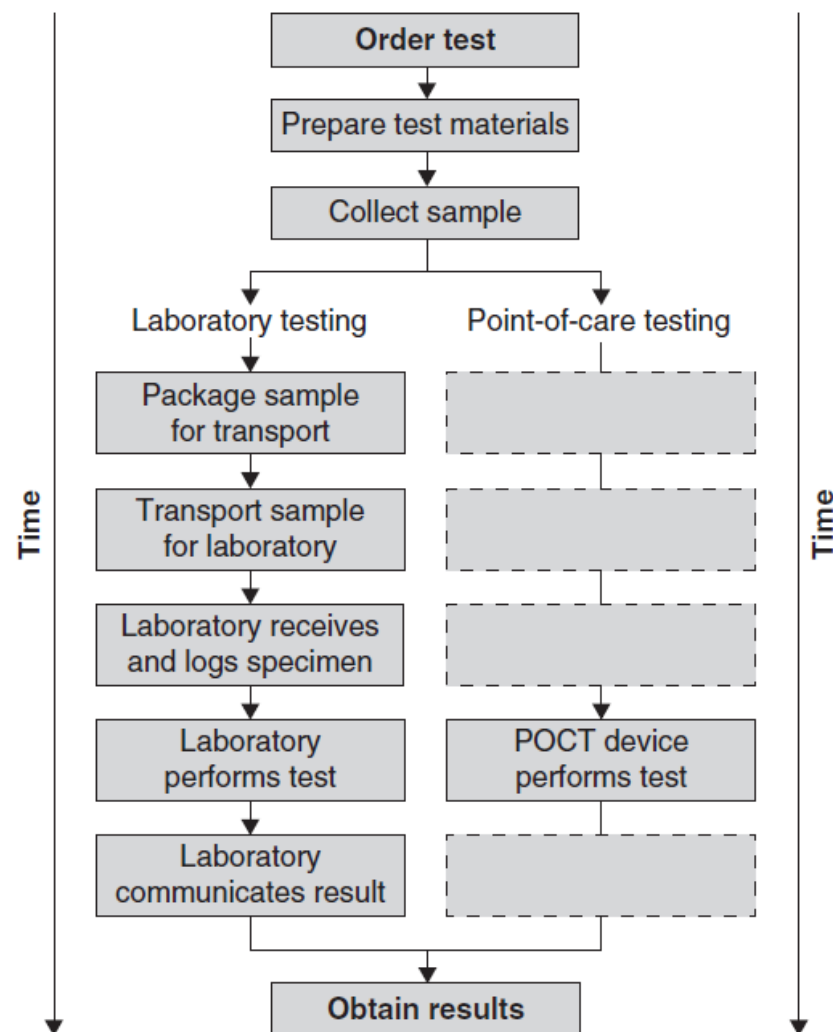 Order test
Prepare test materials
Collect sample
Laboratory testing
Point-of-care testing
Package sample
for transport
Transport sample
for laboratory
Laboratory receives
and logs specimen
Laboratory
performs test
POCT device
performs test
Laboratory
communicates result
Obtain results
Time
Time